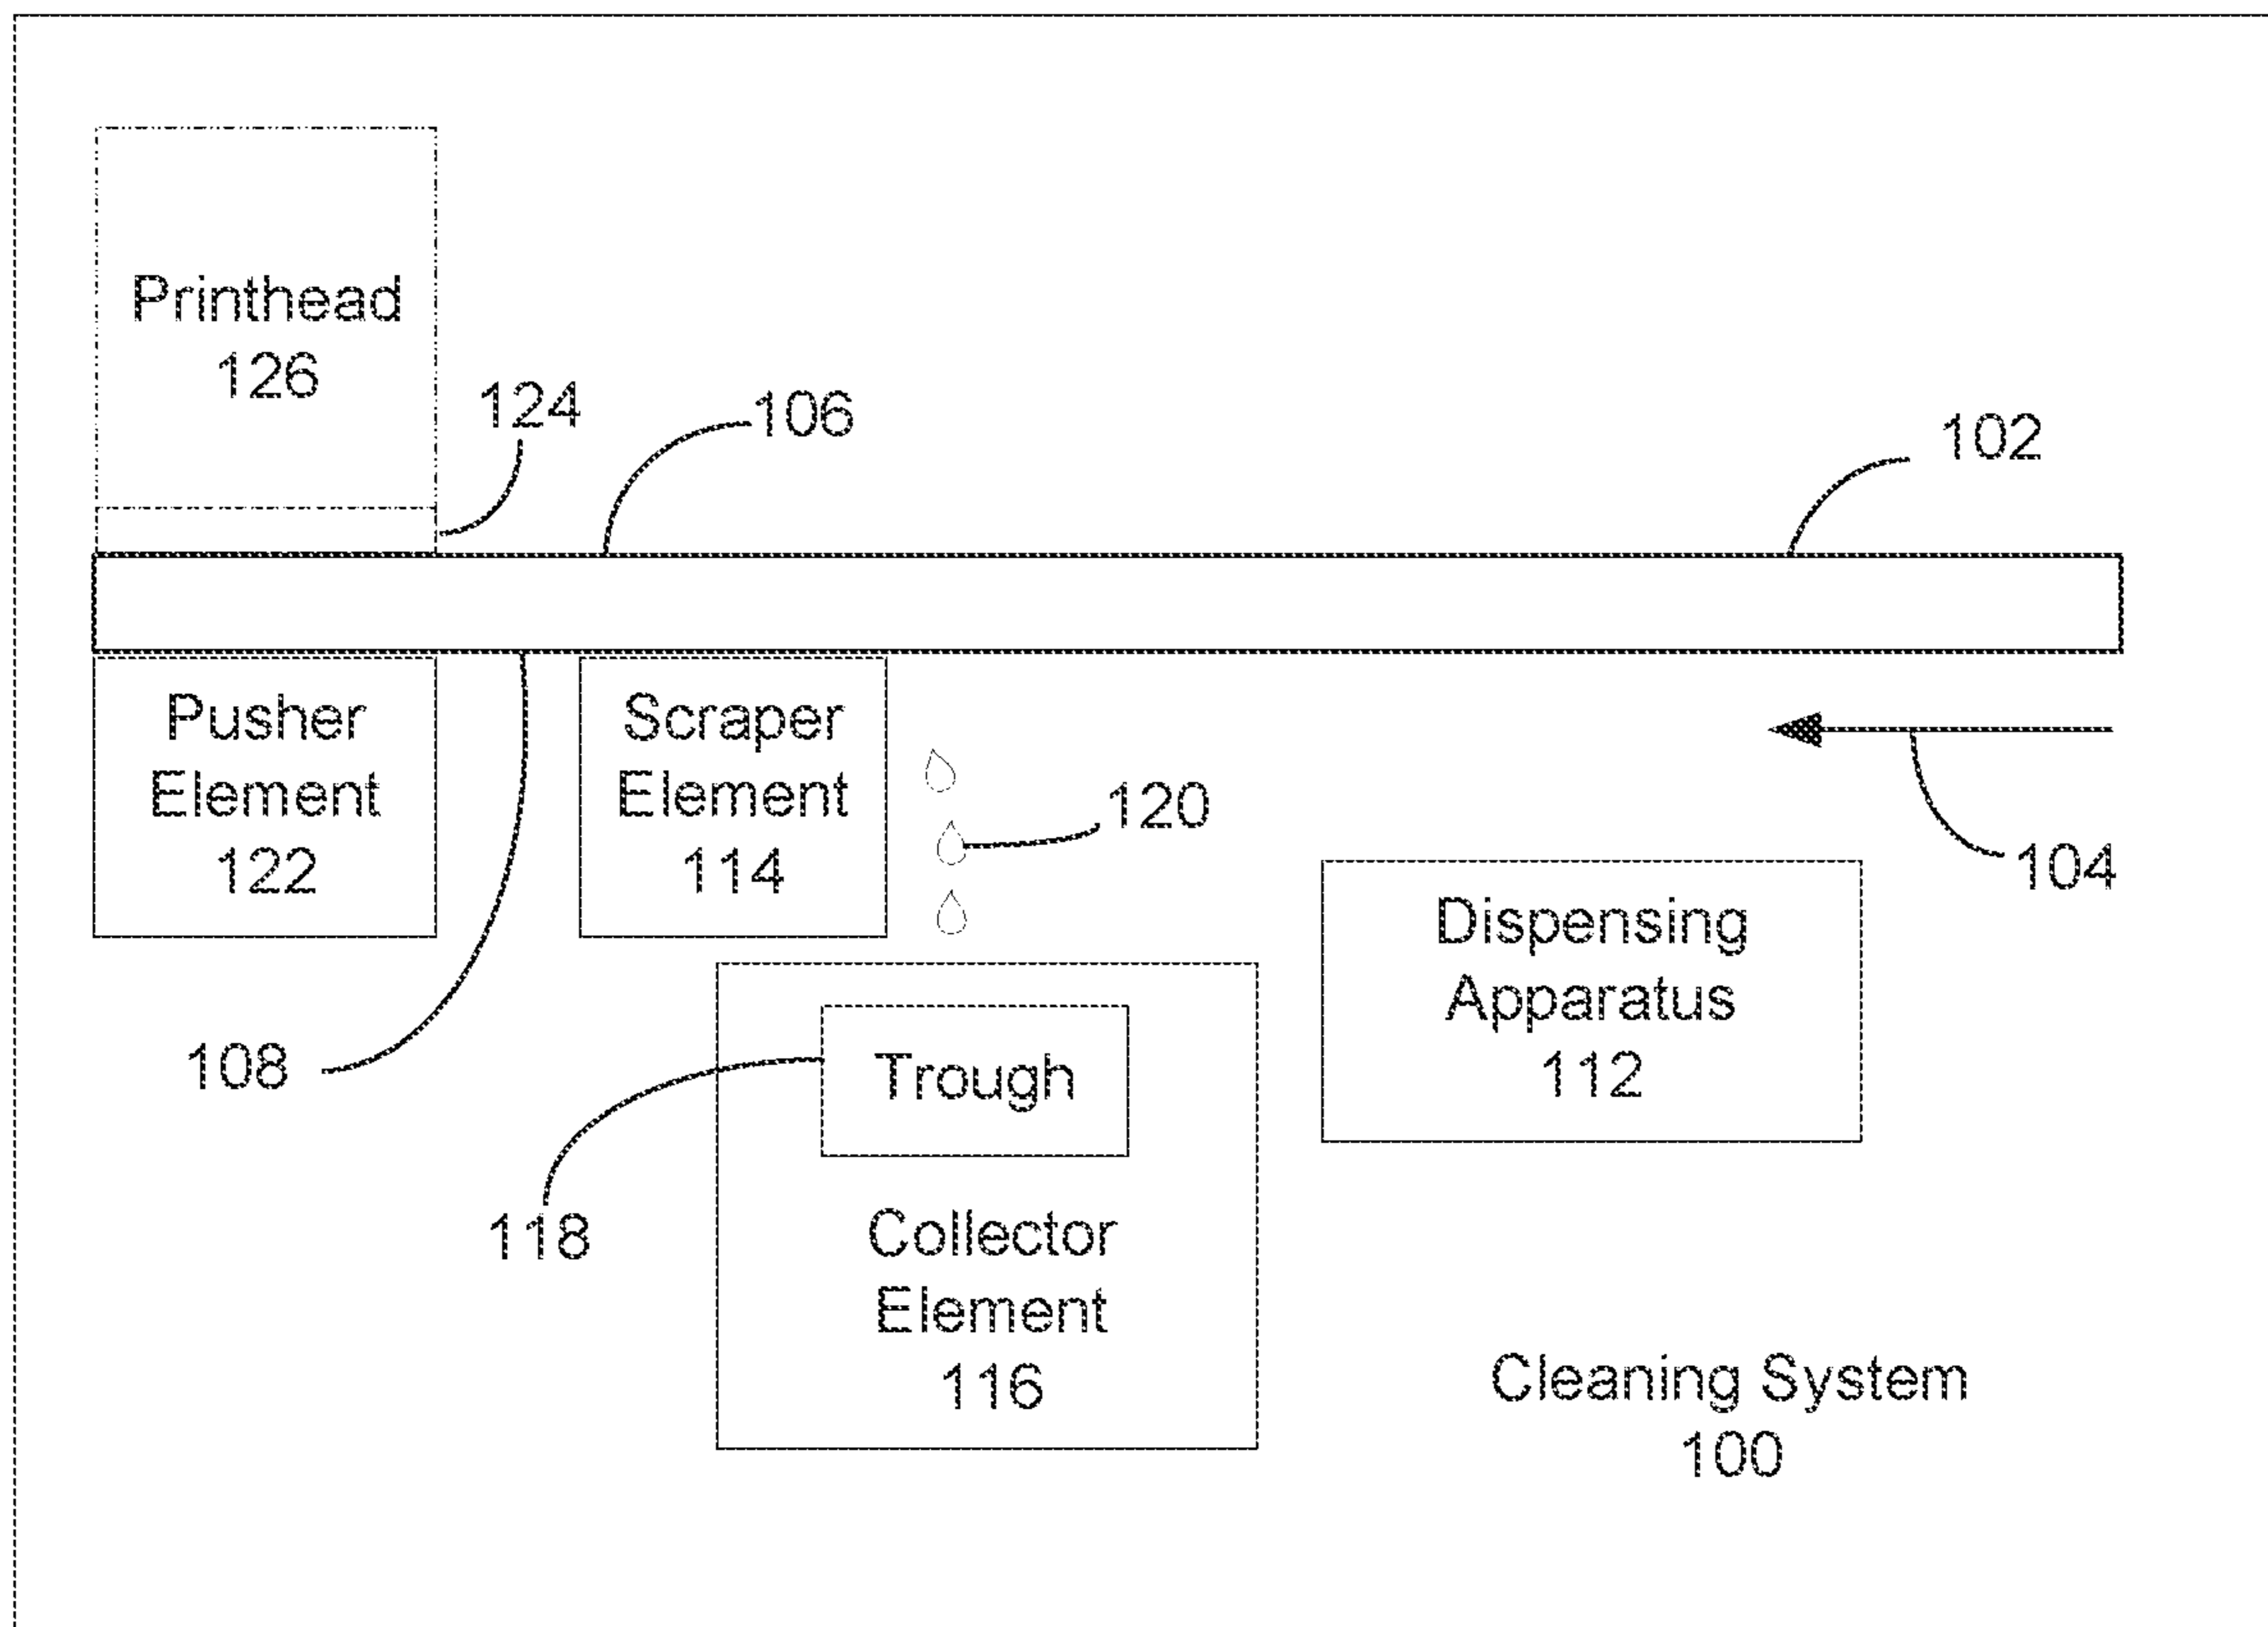 Printhead
126
124
106
102
Pusher
Element
122
Scraper
Element
114
120
104
Dispensing
Apparatus
112
108
Trough
118
Collector
Element
116
Cleaning System
100